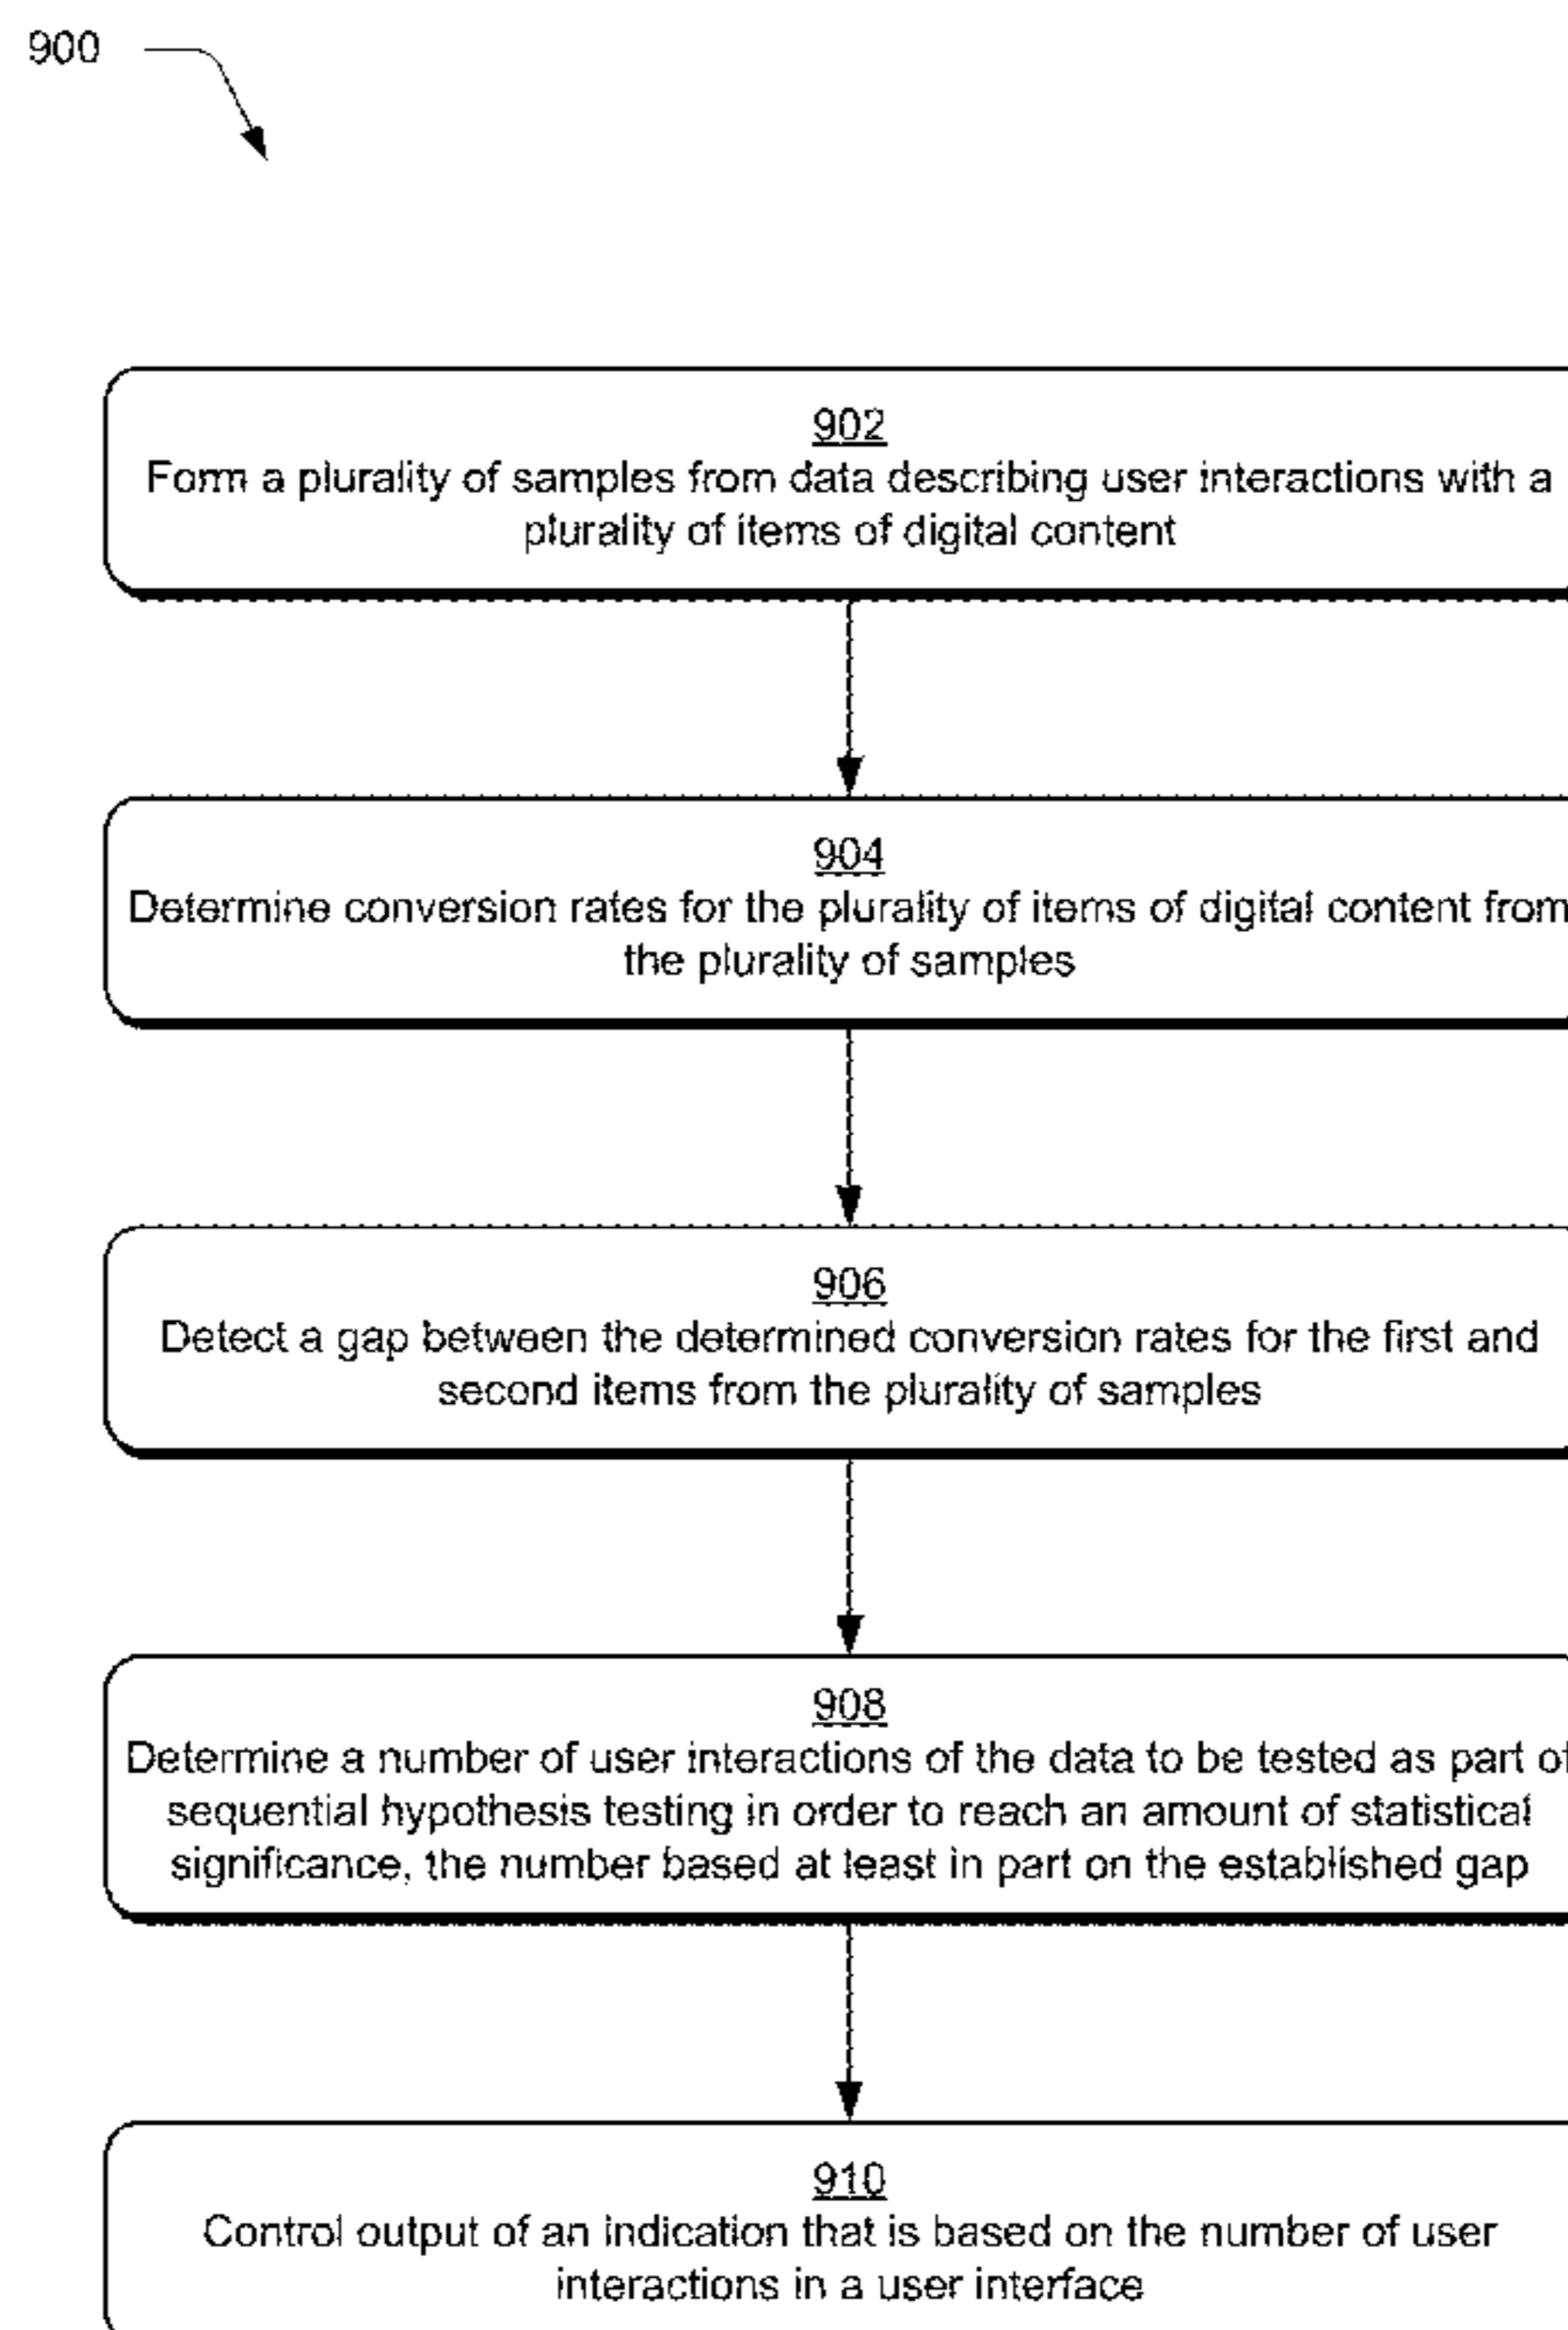 900
902
Form a plurality of samples from data describing user interactions with a
plurality of items of digital content
904
Determine conversion rates for the plurality of items of digital content from
the plurality of samples
906
Detect a gap between the determined conversion rates for the first and
second items from the plurality of samples
908
Determine a number of user interactions of the data to be tested as part of
sequential hypothesis testing in order to reach an amount of statistical
significance, the number based at least in part on the established gap
910
Control output of an indication that is based on the number of user
interactions in a user interface